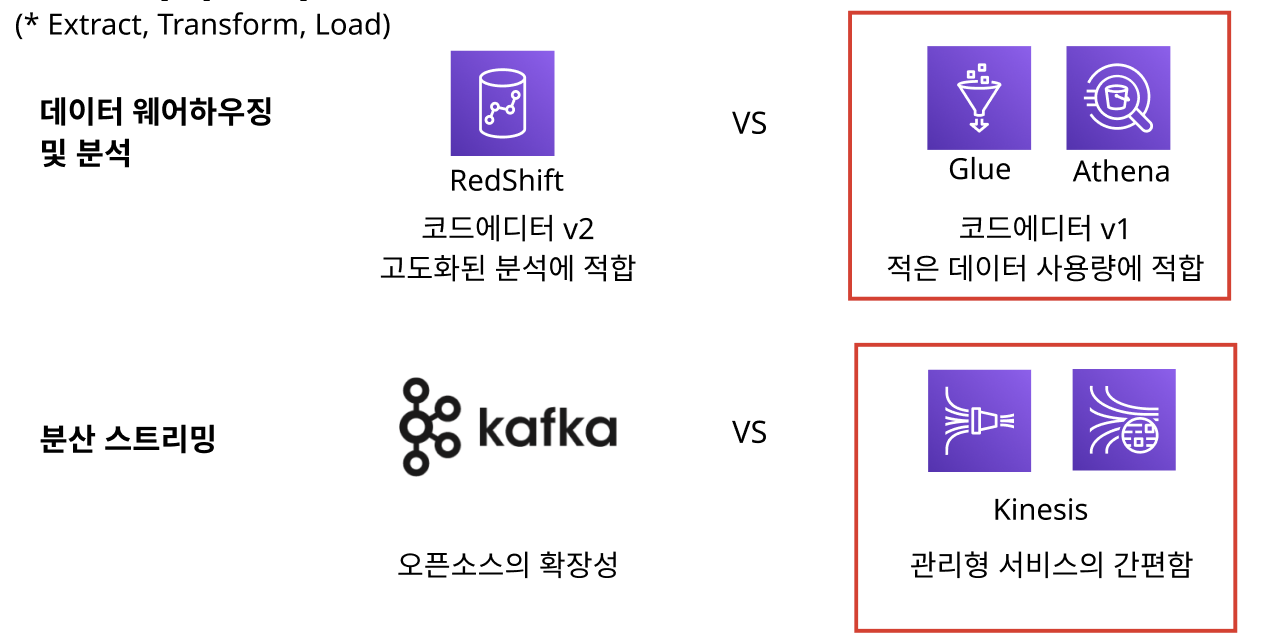 (* Extract, Transform, Load)
데이터 웨어하우징
및 분석
RedShift
코드에디터 v2
고도화된 분석에 적합
VS
Glue
Athena
코드에디터 v1
적은 데이터 사용량에 적합
분산 스트리밍
kafka
오픈소스의 확장성
VS
Kinesis
관리형 서비스의 간편함